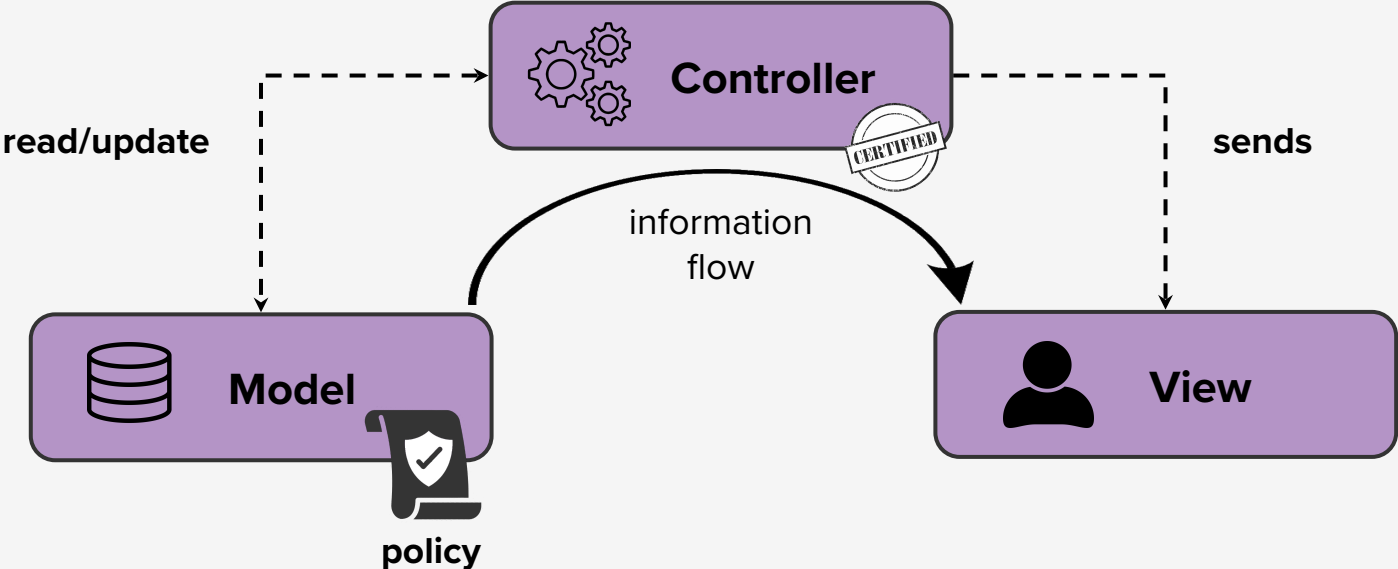 Controller
CERTIFIED
read/update
sends
information
flow
Model
View
policy